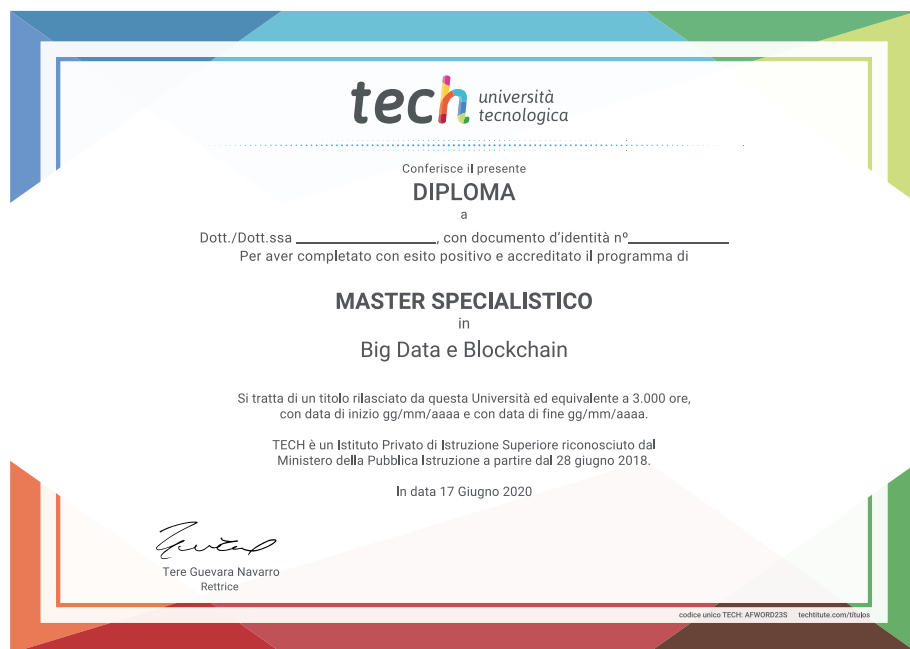 tech università
tecnologica
Conferisce il presente
DIPLOMA
a
Dott./Dott.ssa ________________, con documento d'identità nº____________
Per aver completato con esito positivo e accreditato il programma di
MASTER SPECIALISTICO
in
Big Data e Blockchain
Si tratta di un titolo rilasciato da questa Università ed equivalente a 3.000 ore,
con data di inizio gg/mm/aaaa e con data di fine gg/mm/aaaa.
TECH è un Istituto Privato di Istruzione Superiore riconosciuto dal
Ministero della Pubblica Istruzione a partire dal 28 giugno 2018.
In data 17 Giugno 2020
Tere Guevara Navarro
Rettrice
codice unico TECH: AFWORD23S techtitute.com/títulos